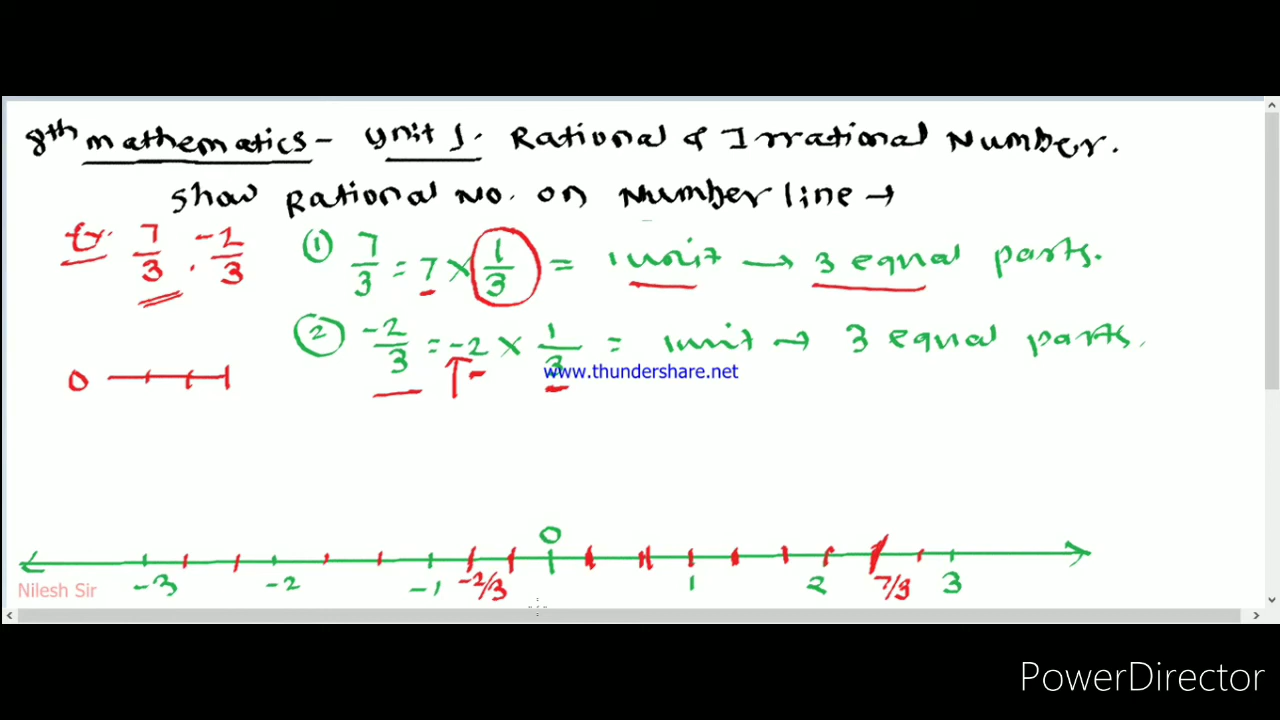 8th mathematics - Unit 1. Rational & Irrational Number.
Show Rational No. on Number line →
Ex. 7/3, -2/3
① 7/3 = 7 × 1/3 = 1 unit → 3 equal parts.
② -2/3 = -2 × 1/3 = 1 unit → 3 equal parts.
www.thundershare.net
0
0
-3 -2 -1 -2/3 1 2 7/3 3
Nilesh Sir
PowerDirector